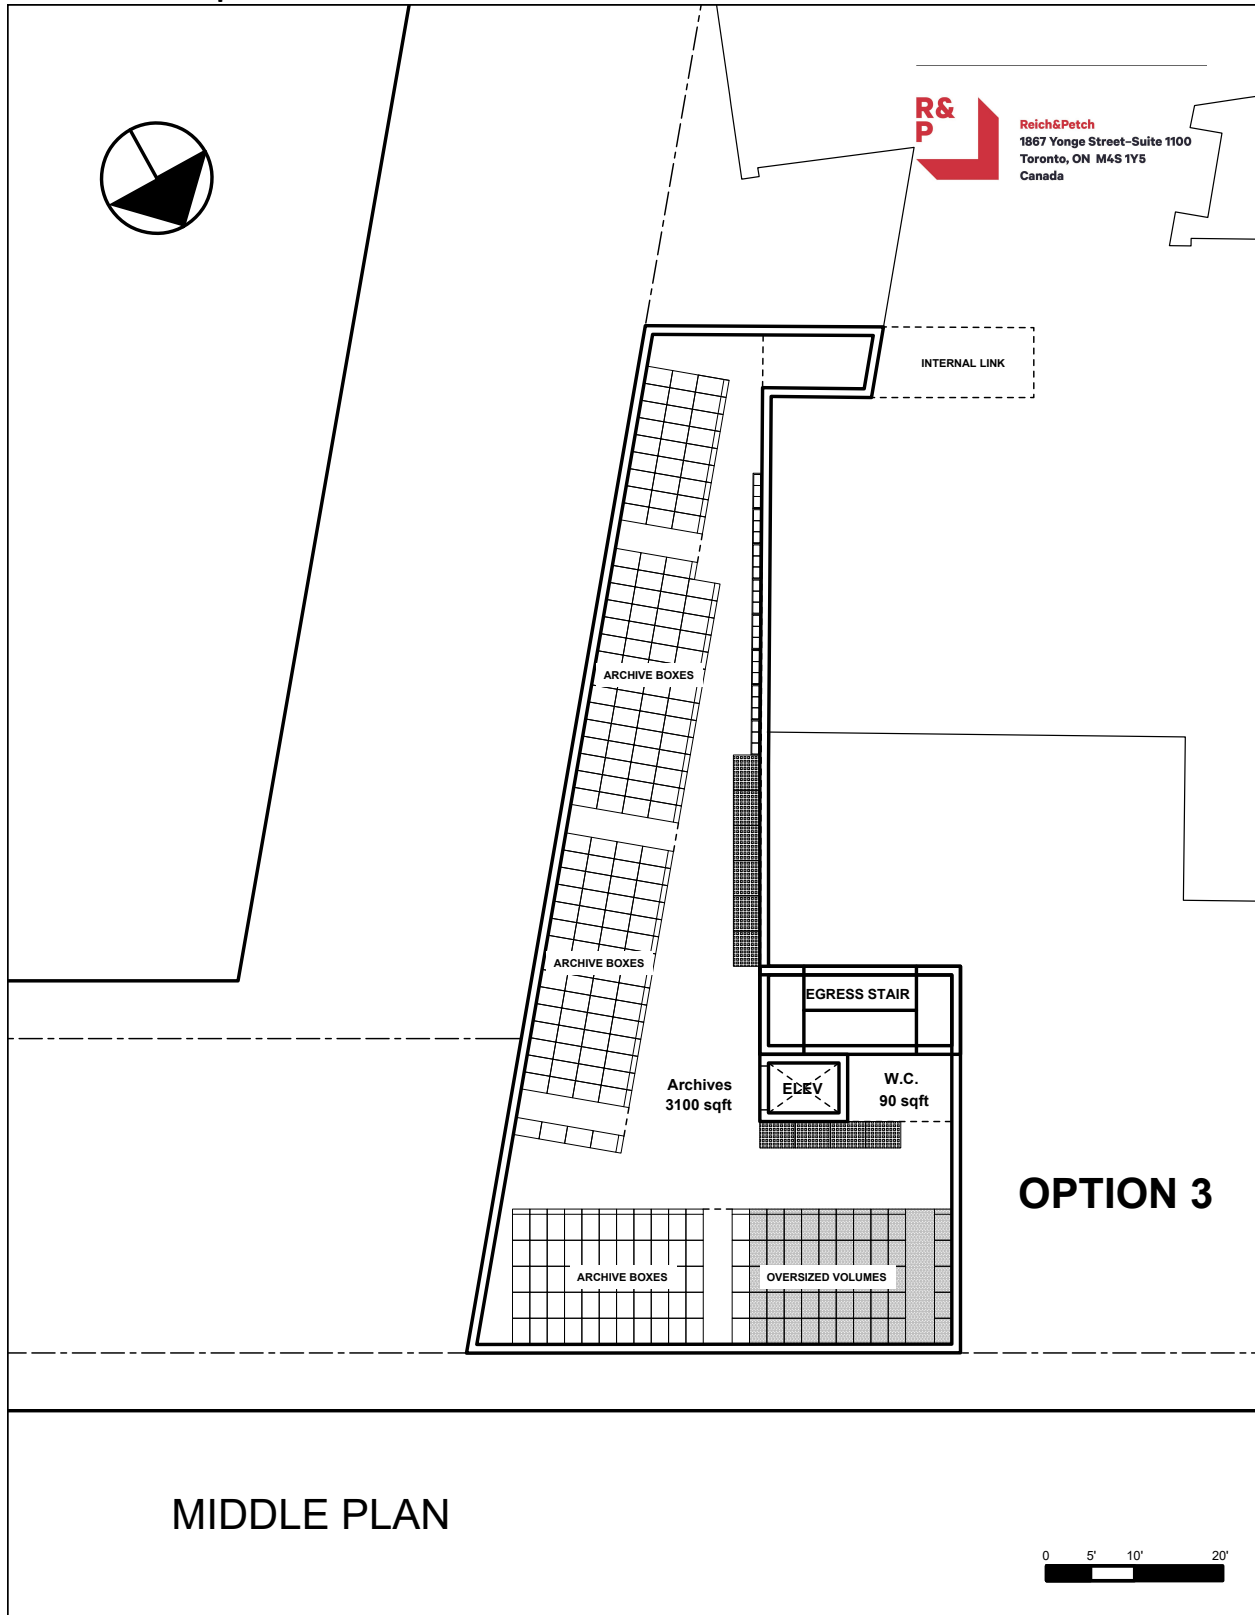 R&
P
Reich&Petch
1867 Yonge Street–Suite 1100
Toronto, ON M4S 1Y5
Canada
INTERNAL LINK
ARCHIVE BOXES
ARCHIVE BOXES
EGRESS STAIR
Archives
3100 sqft
ELEV
W.C.
90 sqft
OPTION 3
ARCHIVE BOXES
OVERSIZED VOLUMES
MIDDLE PLAN
0 5' 10' 20'